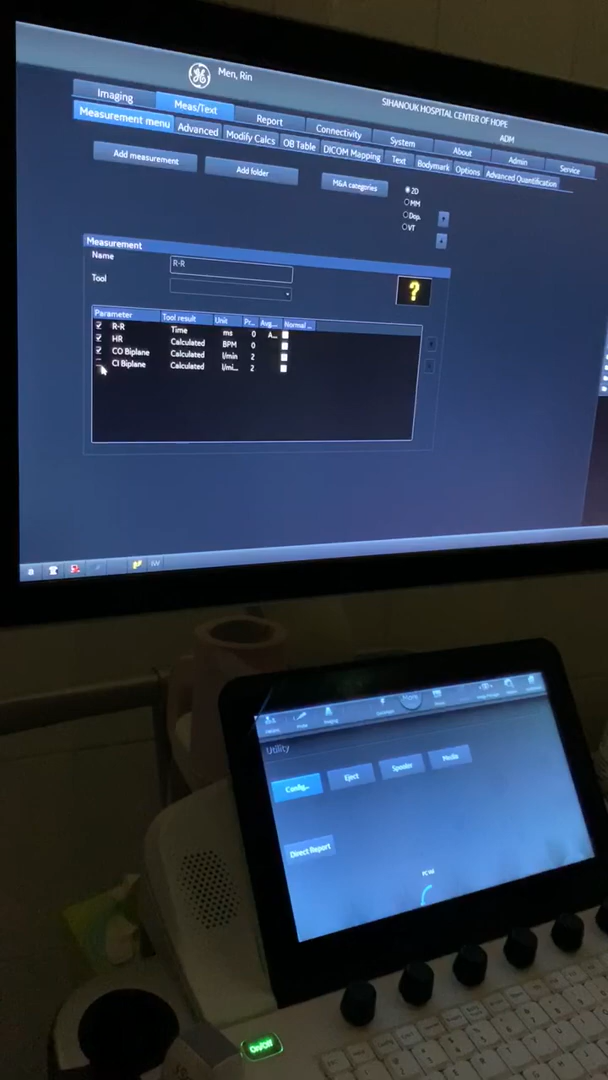 Men, Rin
SIHANOUK HOSPITAL CENTER OF HOPE
ADM
Imaging Meas/Text Report Connectivity System About Admin Service
Measurement menu Advanced Modify Calcs OB Table DICOM Mapping Text Bodymark Options Advanced Quantification
Add measurement Add folder M&A categories
2D
MM
Dop.
VT
Measurement
Name R-R
Tool
?
Parameter Tool result Unit Pr... Avg... Normal ...
R-R Time ms 0 A...
HR Calculated BPM 0
CO Biplane Calculated l/min 2
CI Biplane Calculated l/mi... 2
Utility
Config... Eject Speaker Media
Direct Report
On/Off